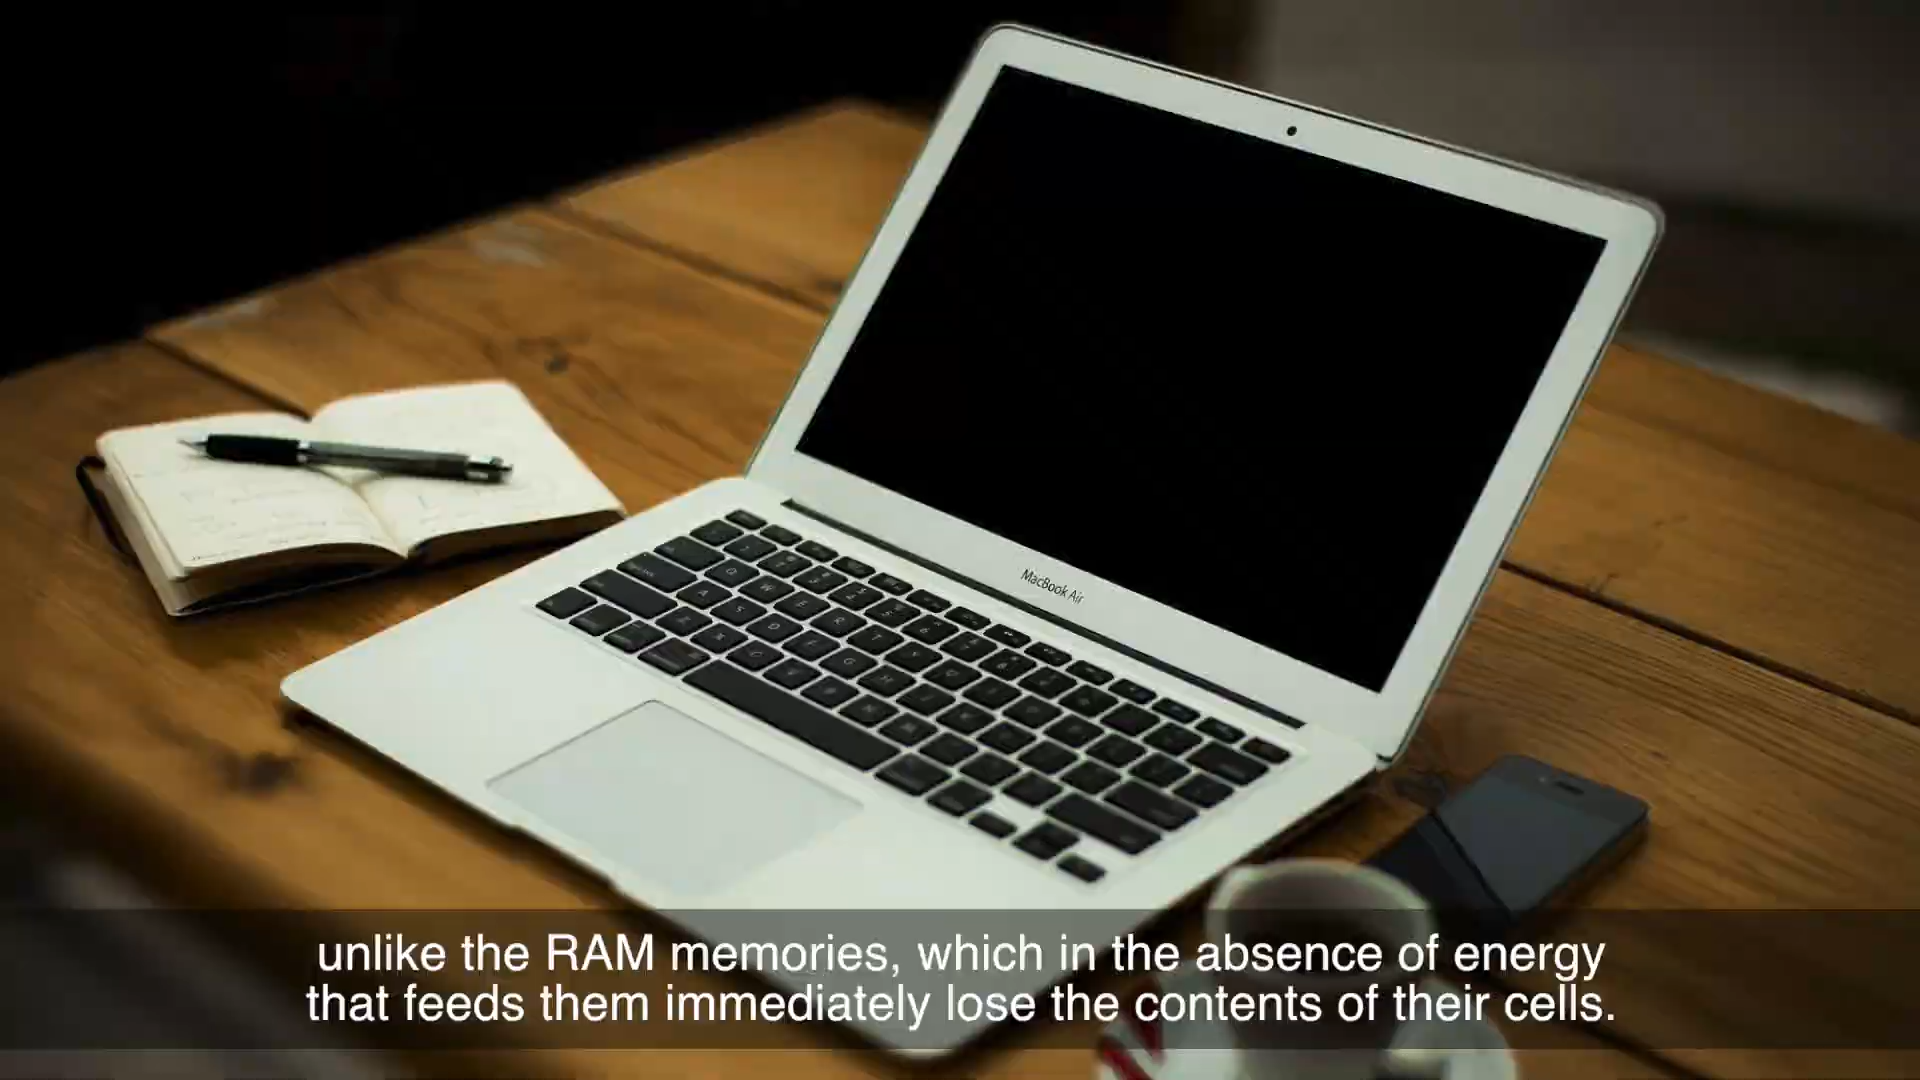 MacBook Air
unlike the RAM memories, which in the absence of energy
that feeds them immediately lose the contents of their cells.